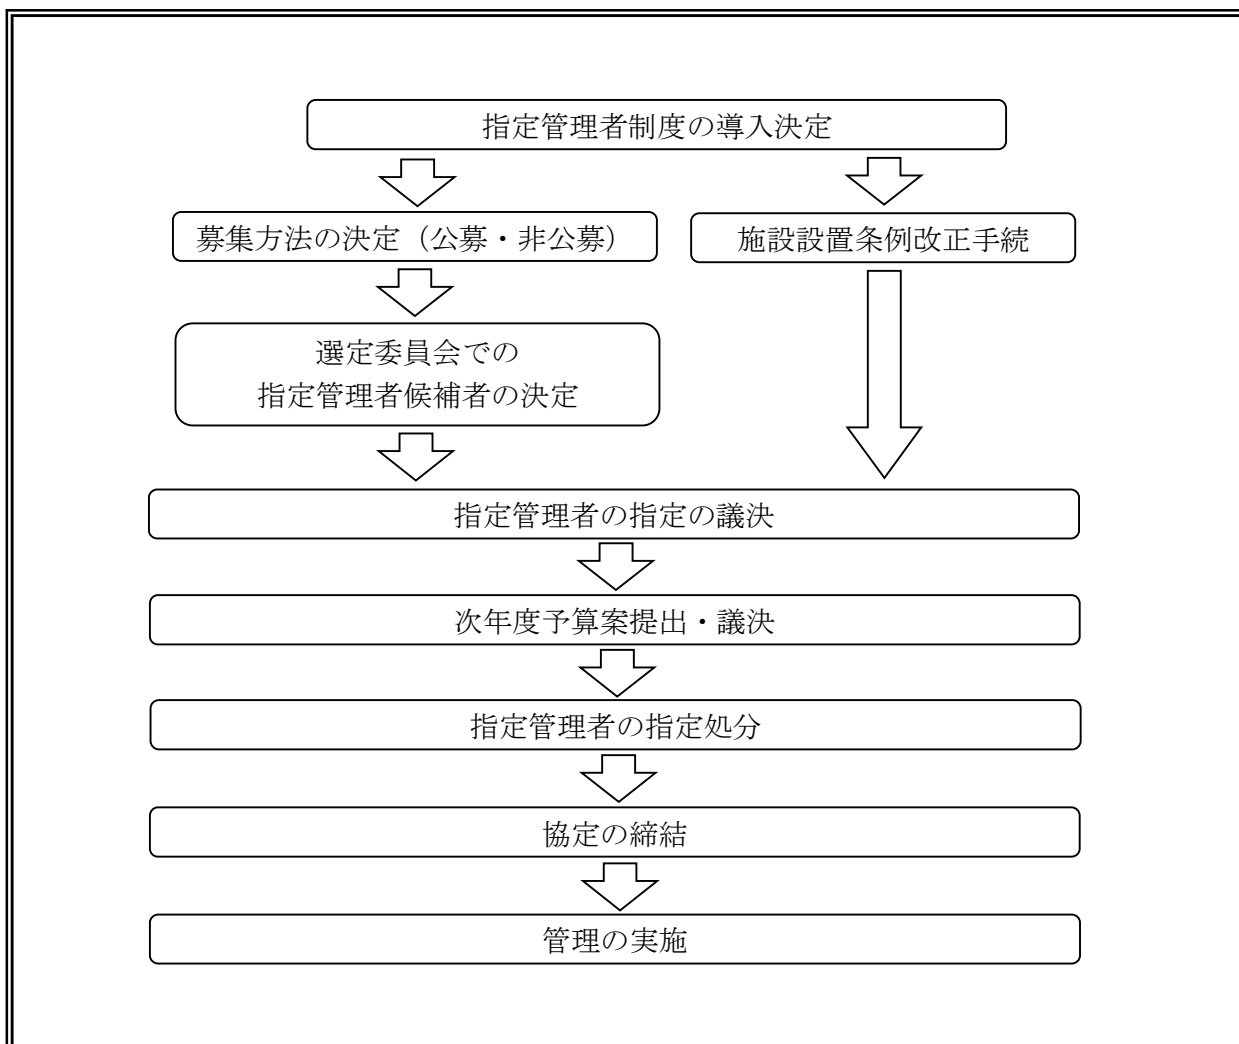 指定管理者制度の導入決定
募集方法の決定（公募・非公募）
施設設置条例改正手続
選定委員会での
指定管理者候補者の決定
指定管理者の指定の議決
次年度予算案提出・議決
指定管理者の指定処分
協定の締結
管理の実施